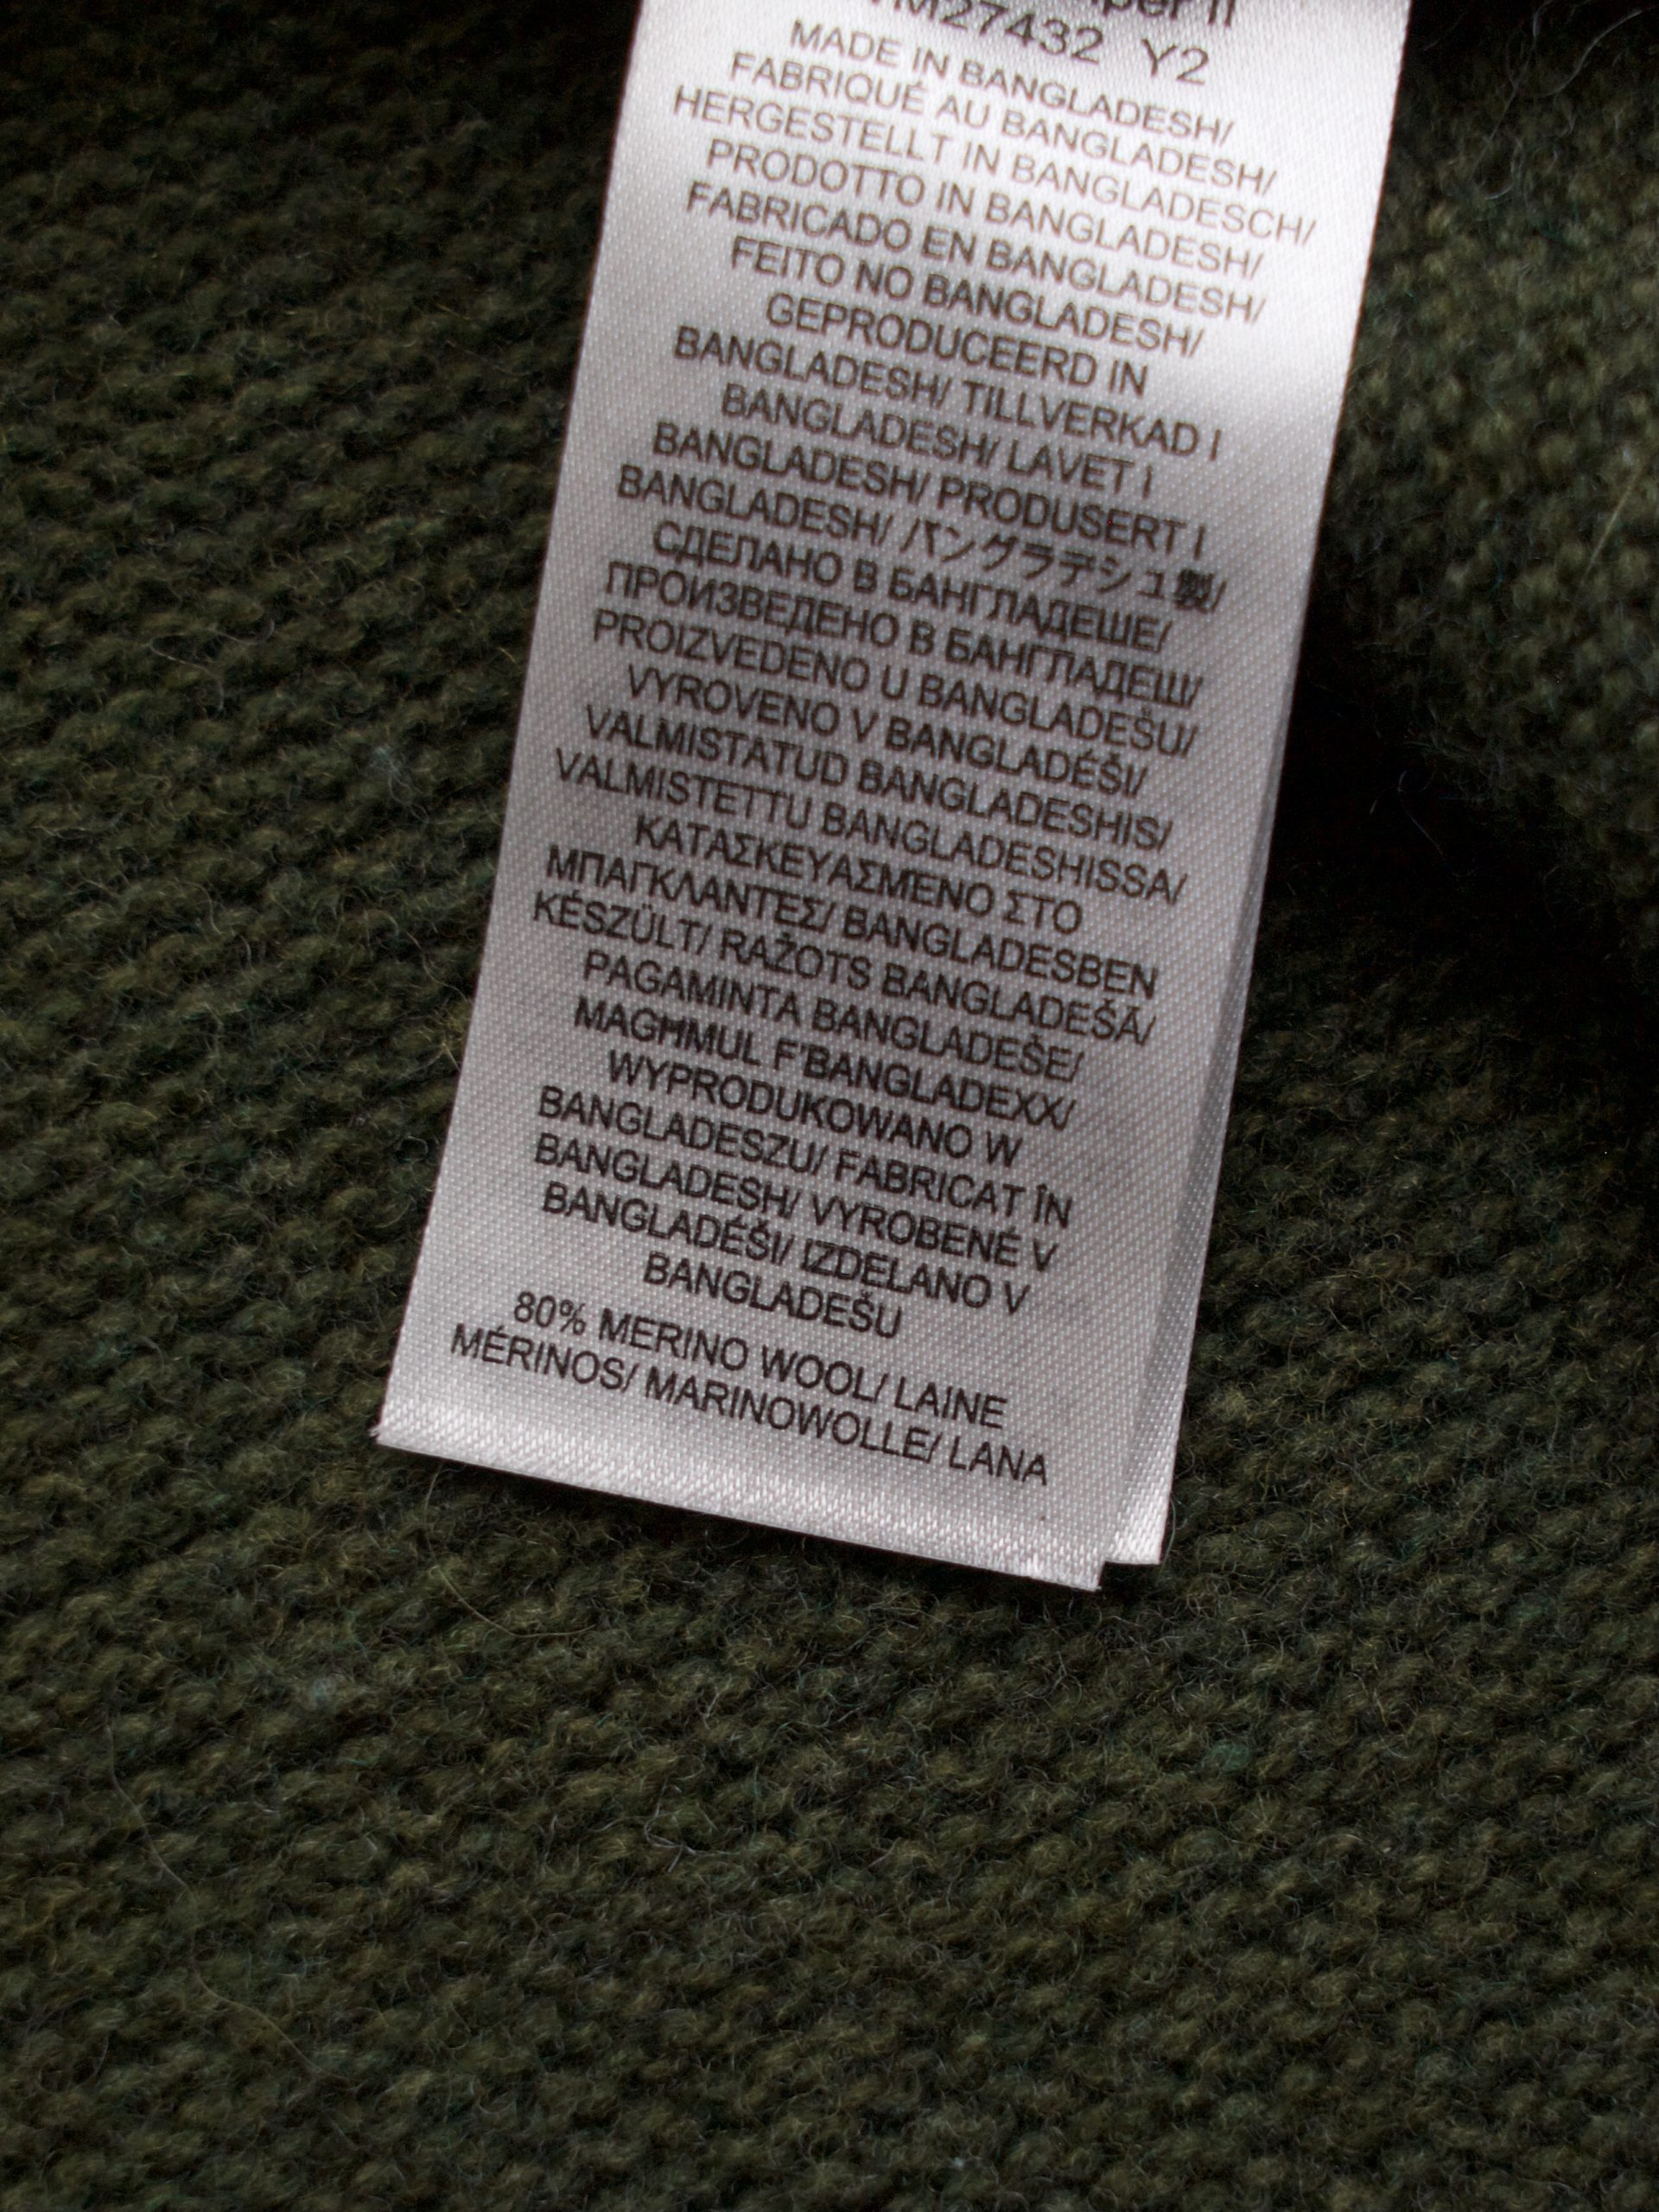 27432 Y2
MADE IN BANGLADESH/
FABRIQUÉ AU BANGLADESH/
HERGESTELLT IN BANGLADESCH/
PRODOTTO IN BANGLADESH/
FABRICADO EN BANGLADESH/
FEITO NO BANGLADESH/
GEPRODUCEERD IN
BANGLADESH/ TILLVERKAD I
BANGLADESH/ LAVET I
BANGLADESH/ PRODUSERT I
BANGLADESH/ バングラデシュ製/
СДЕЛАНО В БАНГЛАДЕШЕ/
ПРОИЗВЕДЕНО В БАНГЛАДЕШ/
PROIZVEDENO U BANGLADEŠU/
VYROVENO V BANGLADÉŠI/
VALMISTATUD BANGLADESHIS/
VALMISTETTU BANGLADESHISSA/
ΚΑΤΑΣΚΕΥΑΣΜΕΝΟ ΣΤΟ
ΜΠΑΓΚΛΑΝΤΕΣ/ BANGLADESBEN
KÉSZÜLT/ RAŽOTS BANGLADEŠĀ/
PAGAMINTA BANGLADEŠE/
MAGĦMUL F'BANGLADEXX/
WYPRODUKOWANO W
BANGLADESZU/ FABRICAT ÎN
BANGLADESH/ VYROBENÉ V
BANGLADÉŠI/ IZDELANO V
BANGLADEŠU
80% MERINO WOOL/ LAINE
MÉRINOS/ MARINOWOLLE/ LANA